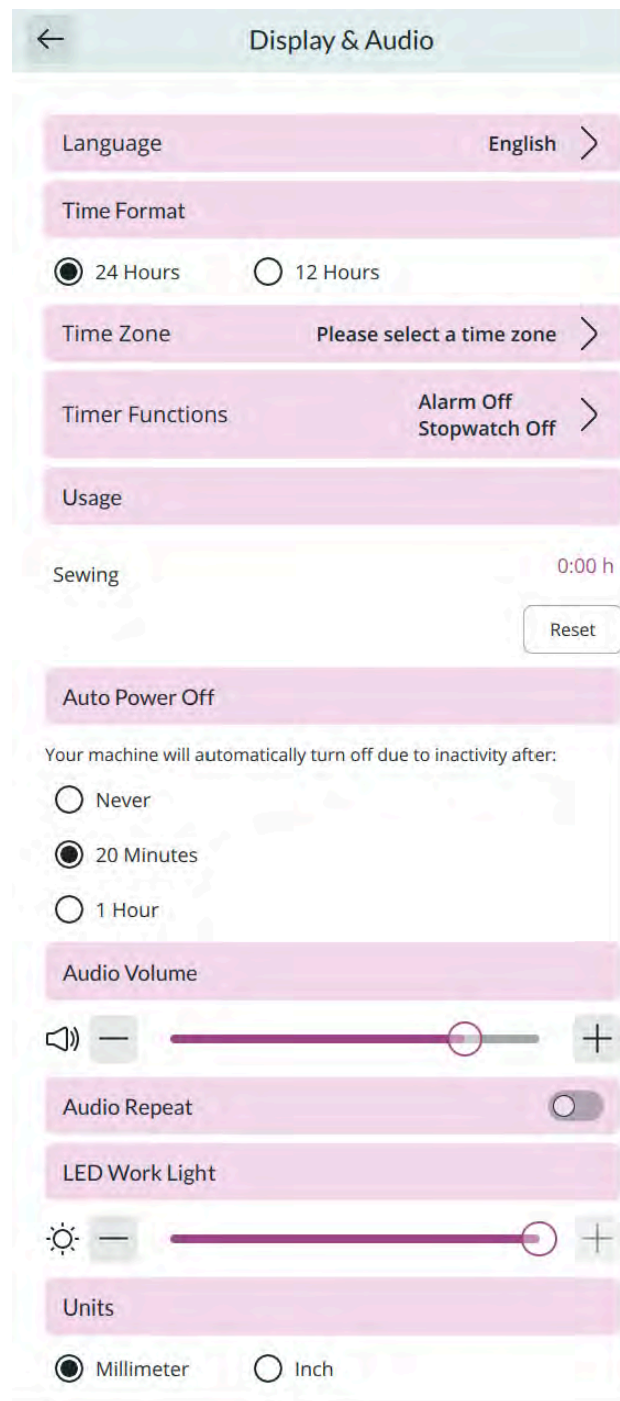 Display & Audio
Language English
Time Format
24 Hours 12 Hours
Time Zone Please select a time zone
Timer Functions Alarm Off
Stopwatch Off
Usage
Sewing 0:00 h
Reset
Auto Power Off
Your machine will automatically turn off due to inactivity after:
Never
20 Minutes
1 Hour
Audio Volume
Audio Repeat
LED Work Light
Units
Millimeter Inch